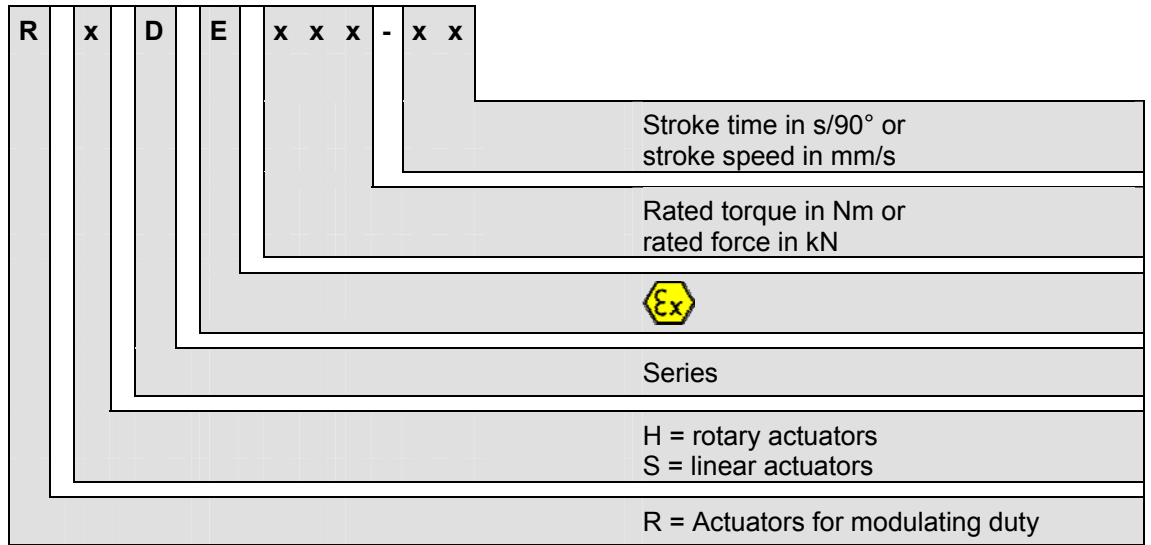 R x D E x x x - x x
Stroke time in s/90° or
stroke speed in mm/s
Rated torque in Nm or
rated force in kN
Ex
Series
H = rotary actuators
S = linear actuators
R = Actuators for modulating duty